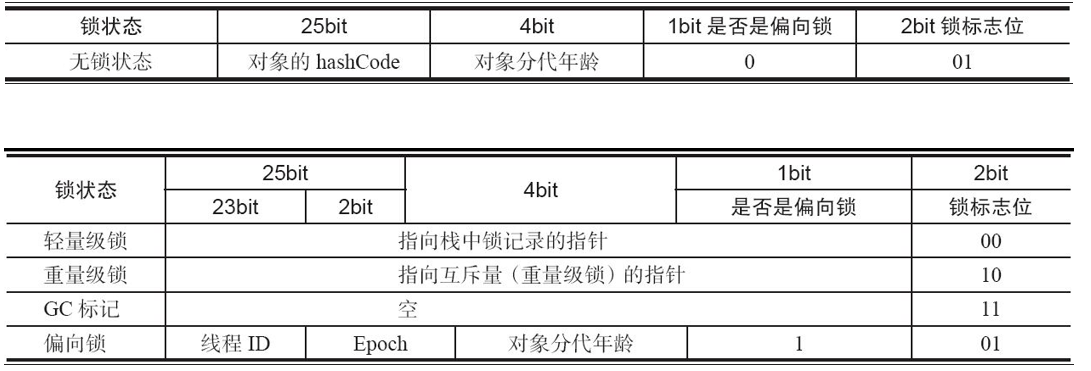 锁状态 25bit 4bit 1bit 是否是偏向锁 2bit 锁标志位
无锁状态 对象的 hashCode 对象分代年龄 0 01
锁状态 25bit 4bit 1bit 2bit
23bit 2bit 是否是偏向锁 锁标志位
轻量级锁 指向栈中锁记录的指针 00
重量级锁 指向互斥量（重量级锁）的指针 10
GC 标记 空 11
偏向锁 线程 ID Epoch 对象分代年龄 1 01